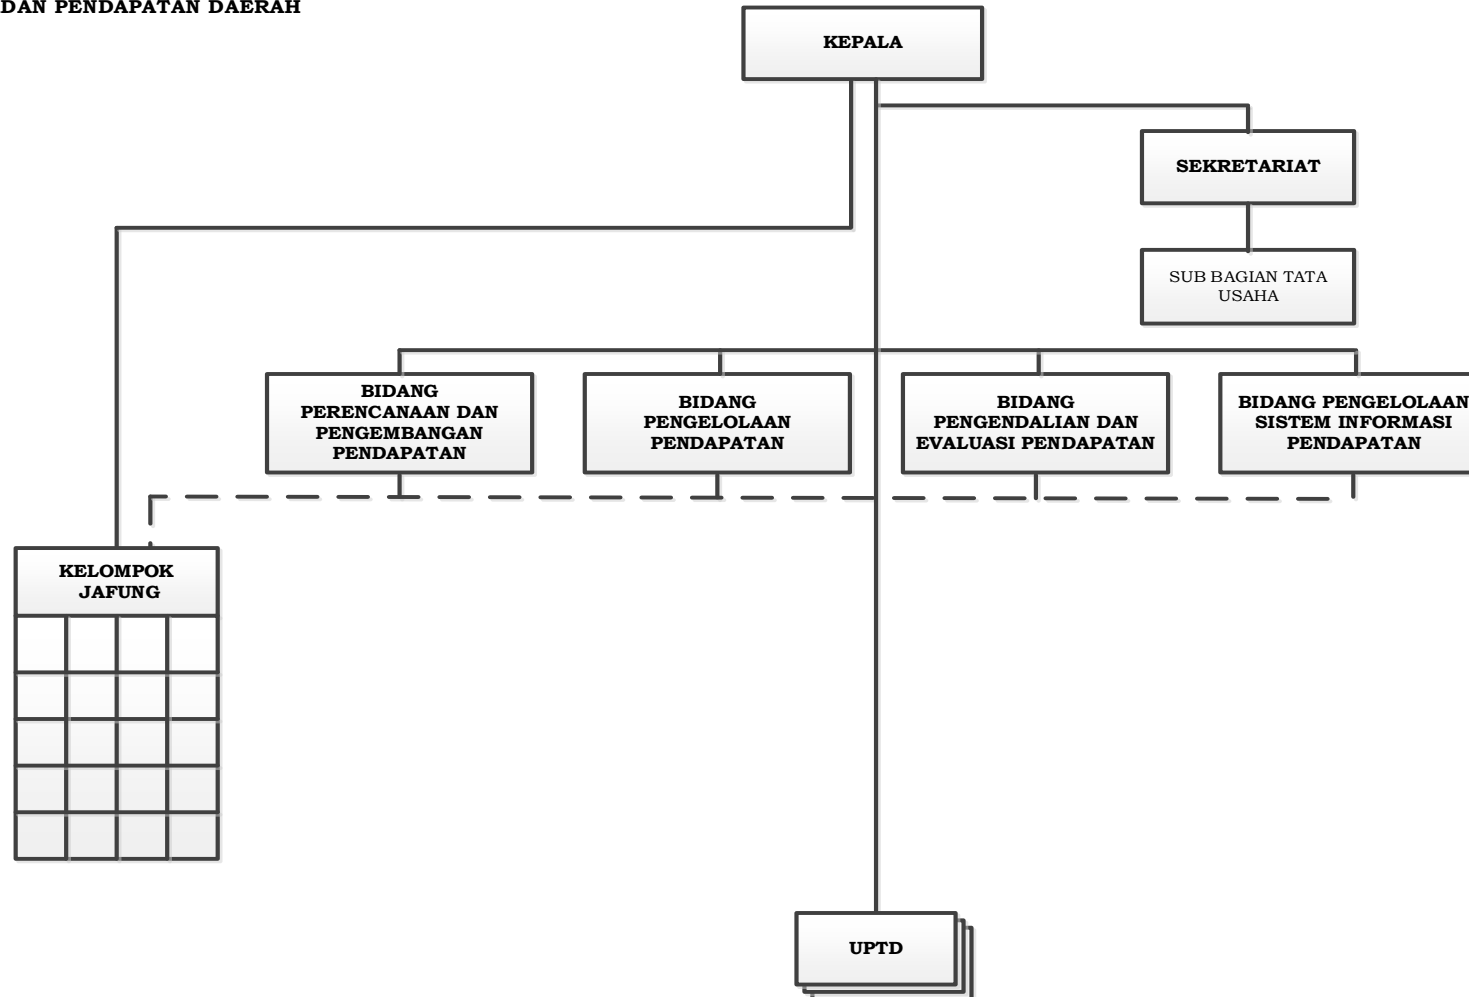 DAN PENDAPATAN DAERAH
KEPALA
SEKRETARIAT
SUB BAGIAN TATA
USAHA
BIDANG
PERENCANAAN DAN
PENGEMBANGAN
PENDAPATAN
BIDANG
PENGELOLAAN
PENDAPATAN
BIDANG
PENGENDALIAN DAN
EVALUASI PENDAPATAN
BIDANG PENGELOLAAN
SISTEM INFORMASI
PENDAPATAN
KELOMPOK
JAFUNG
UPTD